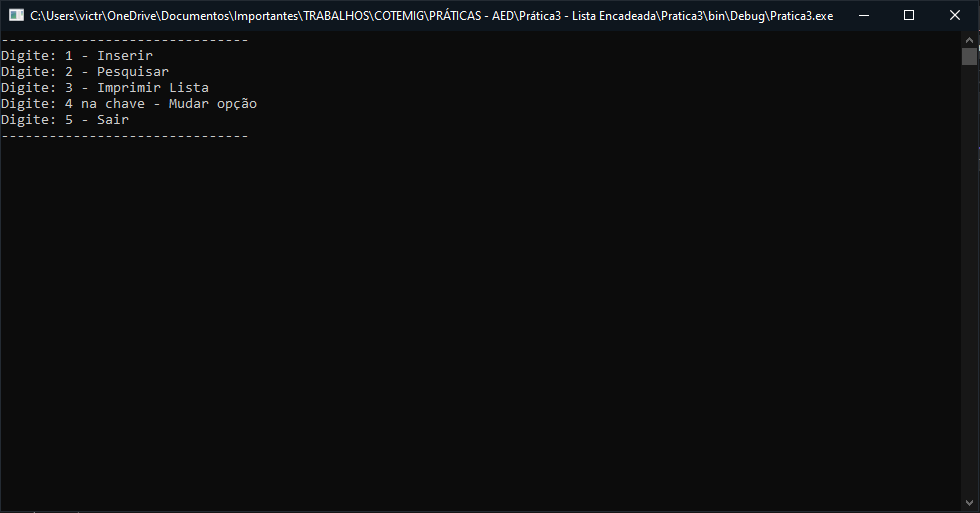 C:\Users\victr\OneDrive\Documentos\Importantes\TRABALHOS\COTEMIG\PRÁTICAS - AED\Prática3 - Lista Encadeada\Pratica3\bin\Debug\Pratica3.exe
-------------------------------
Digite: 1 - Inserir
Digite: 2 - Pesquisar
Digite: 3 - Imprimir Lista
Digite: 4 na chave - Mudar opção
Digite: 5 - Sair
-------------------------------